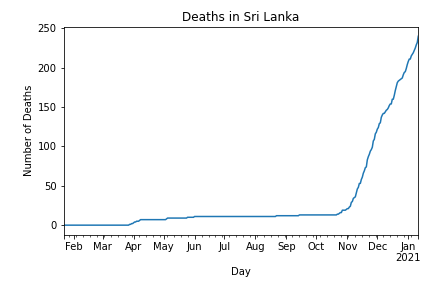 Deaths in Sri Lanka
250
200
150
100
50
0
Number of Deaths
Feb Mar Apr May Jun Jul Aug Sep Oct Nov Dec Jan
2021
Day